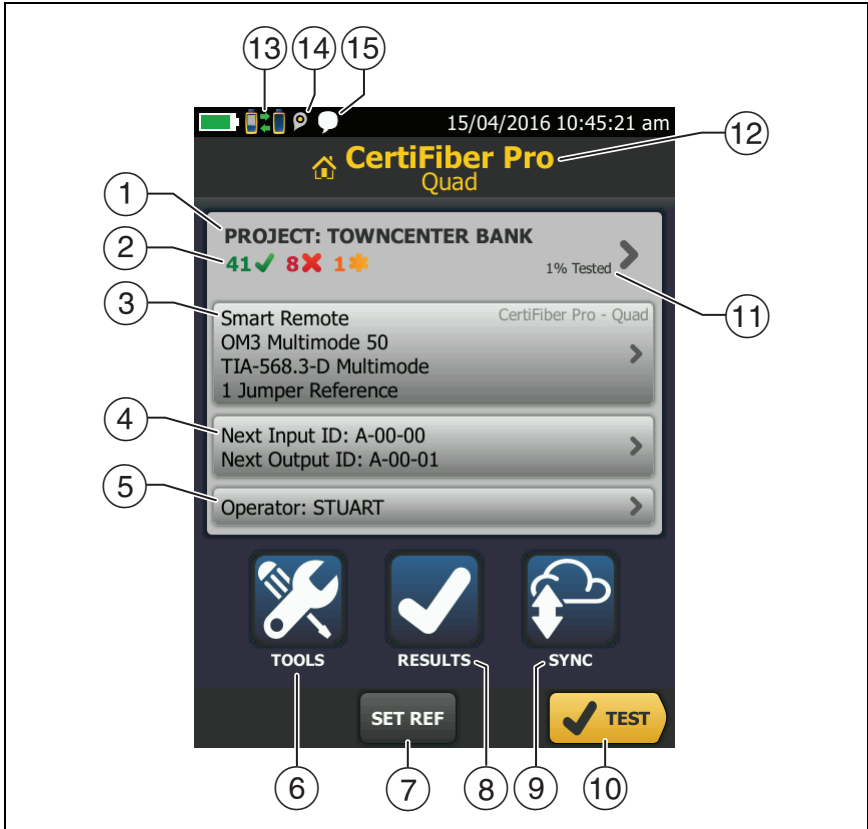 13 14 15
15/04/2016 10:45:21 am
CertiFiber Pro
Quad
12
1
PROJECT: TOWNCENTER BANK
2
41 8 1
1% Tested
11
3
Smart Remote
CertiFiber Pro - Quad
OM3 Multimode 50
TIA-568.3-D Multimode
1 Jumper Reference
4
Next Input ID: A-00-00
Next Output ID: A-00-01
5
Operator: STUART
TOOLS RESULTS SYNC
SET REF TEST
6 7 8 9 10